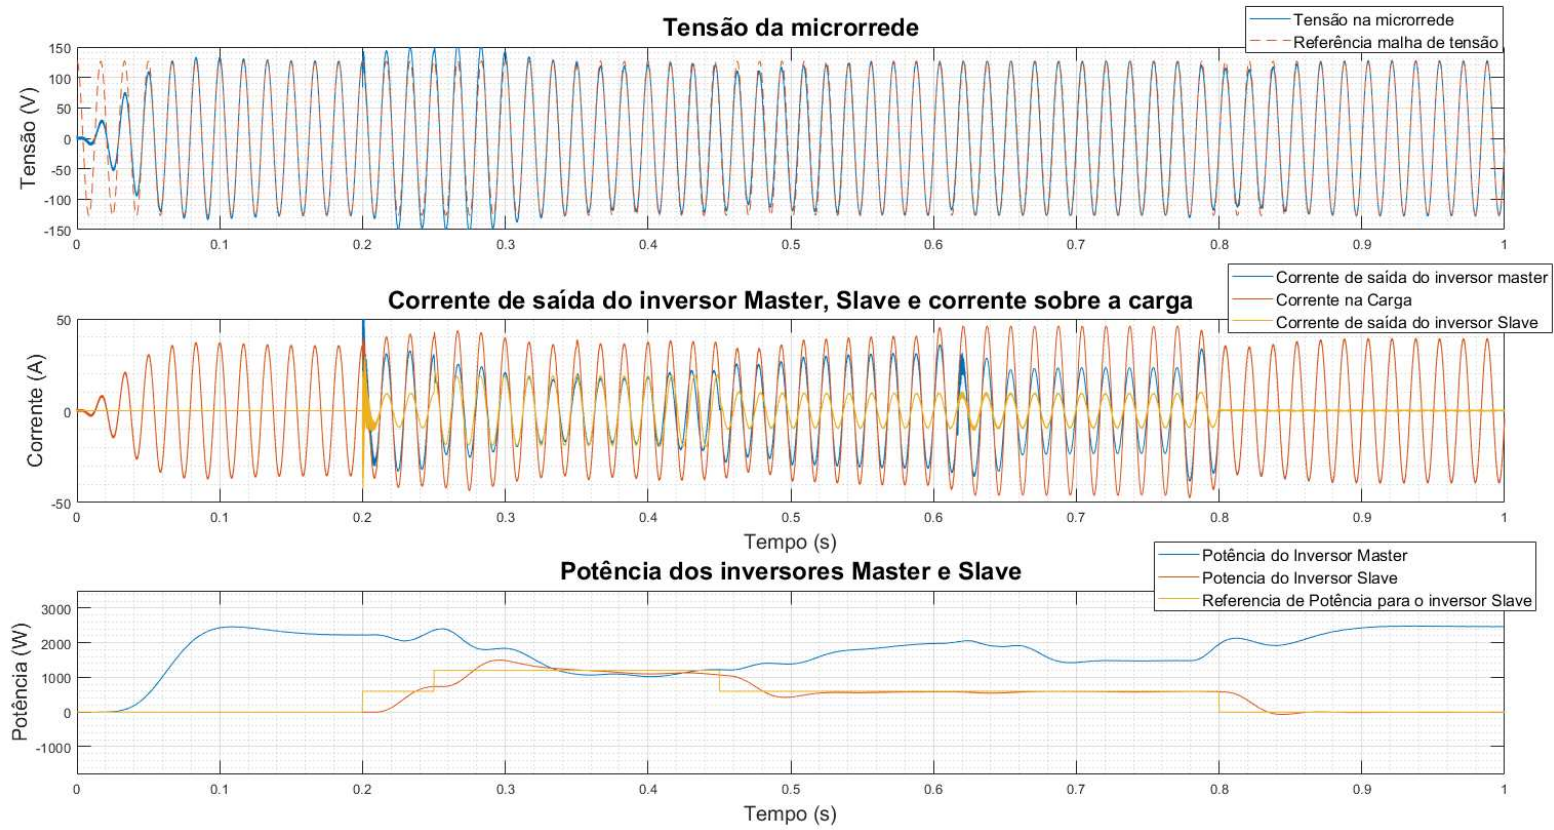 Tensão da microrrede
Tensão na microrrede
Referência malha de tensão
Tensão (V)
150
100
50
0
-50
-100
-150
0 0.1 0.2 0.3 0.4 0.5 0.6 0.7 0.8 0.9 1
Corrente de saída do inversor Master, Slave e corrente sobre a carga
Corrente de saída do inversor master
Corrente na Carga
Corrente de saída do inversor Slave
Corrente (A)
50
0
-50
0 0.1 0.2 0.3 0.4 0.5 0.6 0.7 0.8 0.9 1
Tempo (s)
Potência dos inversores Master e Slave
Potência do Inversor Master
Potencia do Inversor Slave
Referencia de Potência para o inversor Slave
Potência (W)
3000
2000
1000
0
-1000
0 0.1 0.2 0.3 0.4 0.5 0.6 0.7 0.8 0.9 1
Tempo (s)